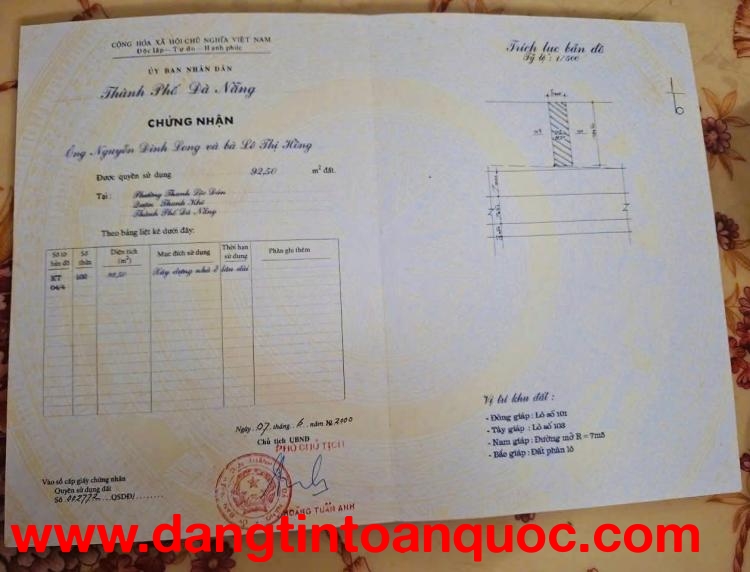 CỘNG HÒA XÃ HỘI CHỦ NGHĨA VIỆT NAM
Độc lập - Tự do - Hạnh phúc
ỦY BAN NHÂN DÂN
Thành Phố Đà Nẵng
CHỨNG NHẬN
Ông Nguyễn Đình Long và bà Lê Thị Hồng
Được quyền sử dụng 92,50 m² đất.
Tại : Phường Thanh Lộc Đán
Quận Thanh Khê
Thành Phố Đà Nẵng
Theo bảng liệt kê dưới đây:
Số tờ bản đồ Số thửa Diện tích (m²) Mục đích sử dụng Thời hạn sử dụng Phần ghi thêm
KT 04/4 102 92,50 Xây dựng nhà ở lâu dài
Ngày 07 tháng 6 năm 2000
Chủ tịch UBND
PHÓ CHỦ TỊCH
HOÀNG TUẤN ANH
Vào sổ cấp giấy chứng nhận
Quyền sử dụng đất
Số 002772 QSDĐ/........
Trích lục bản đồ
Tỷ lệ : 1/500
Vị trí khu đất :
- Đông giáp : Lô số 101
- Tây giáp : Lô số 103
- Nam giáp : Đường mở R = 7m5
- Bắc giáp : Đất phân lô
www.dangtintoanquoc.com